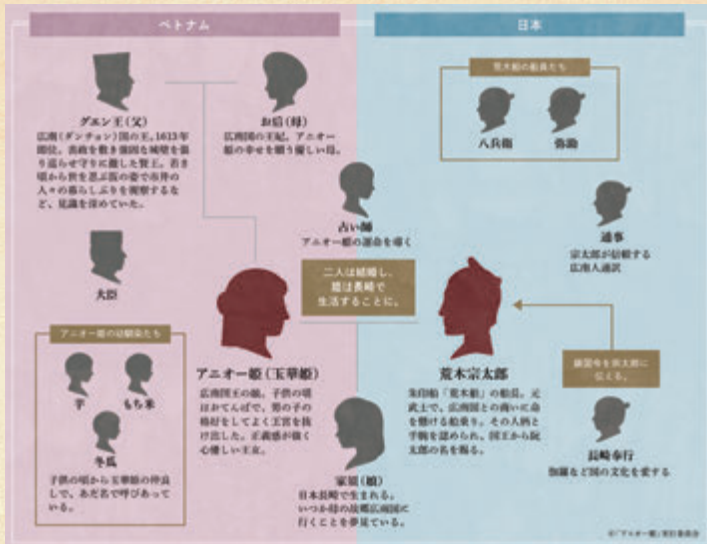 ベトナム
日本
グエン王(父)
広南(ダンチョン)国の王。1613年
即位。善政を敷き強固な城壁を張
り巡らせ守りに徹した賢王。若き
頃から世を忍ぶ仮の姿で市井の
人々の暮らしぶりを視察するな
ど、見識を深めていた。
お后(母)
広南国の王妃。アニオー
姫の幸せを願う優しい母。
荒木船の船員たち
八兵衛
弥助
占い師
アニオー姫の運命を導く
通事
宗太郎が信頼する
広南人通訳
大臣
二人は結婚し、
姫は長崎で
生活することに。
アニオー姫の幼馴染たち
芋
もち米
冬瓜
子供の頃から玉華姫の仲良
しで、あだ名で呼びあって
いる。
アニオー姫(玉華姫)
広南国王の娘。子供の頃
はおてんばで、男の子の
格好をしてよく王宮を抜
け出した。正義感が強く
心優しい王女。
荒木宗太郎
朱印船「荒木船」の船長。元
武士で、広南国との商いに命
を懸ける船乗り。その人柄と
手腕を認められ、国王から阮
太郎の名を賜る。
鎖国令を宗太郎に
伝える。
長崎奉行
伽羅など国の文化を愛する
家須(娘)
日本長崎で生まれる。
いつか母の故郷広南国に
行くことを夢見ている。
©「アニオー姫」実行委員会